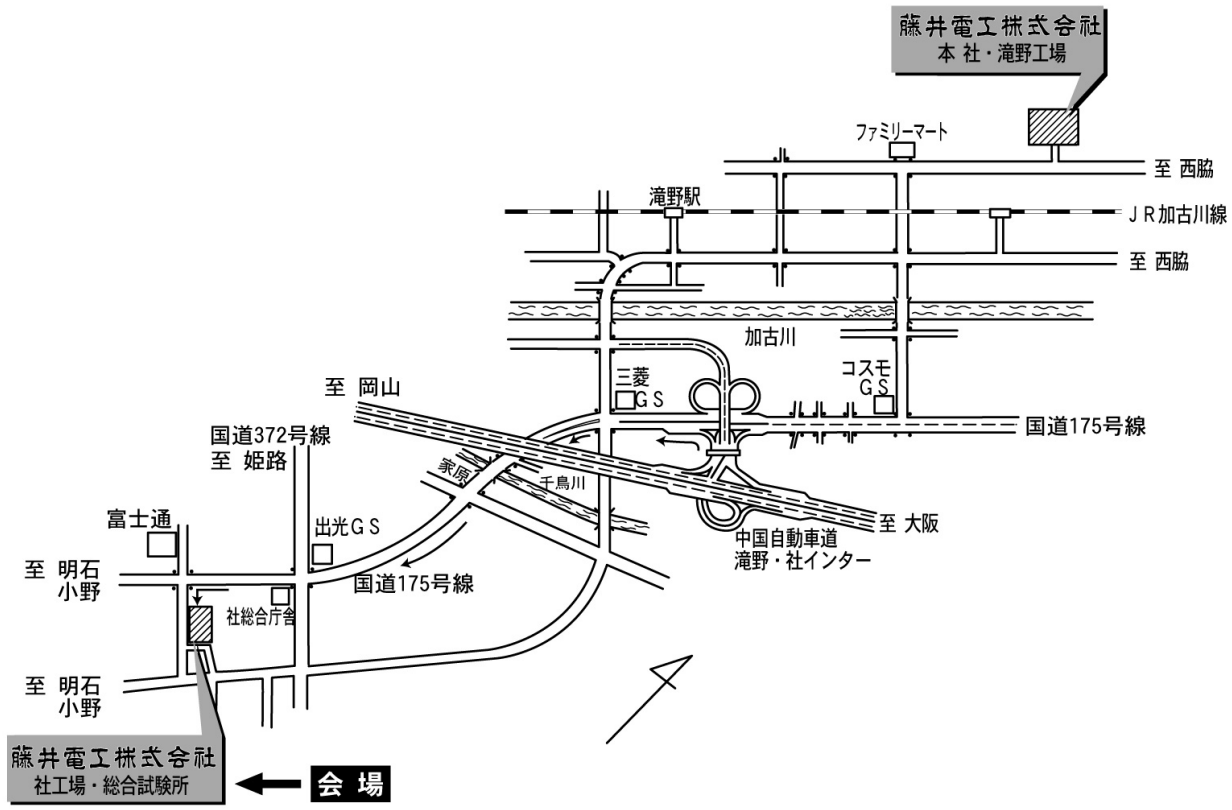 藤井電工株式会社
本 社・滝野工場
ファミリーマート
至 西脇
滝野駅
JR加古川線
至 西脇
加古川
三菱
GS
コスモ
GS
至 岡山
国道175号線
国道372号線
至 姫路
家原
千鳥川
富士通
出光GS
至 大阪
中国自動車道
滝野・社インター
至 明石
小野
国道175号線
社総合庁舎
至 明石
小野
藤井電工株式会社
社工場・総合試験所
会 場